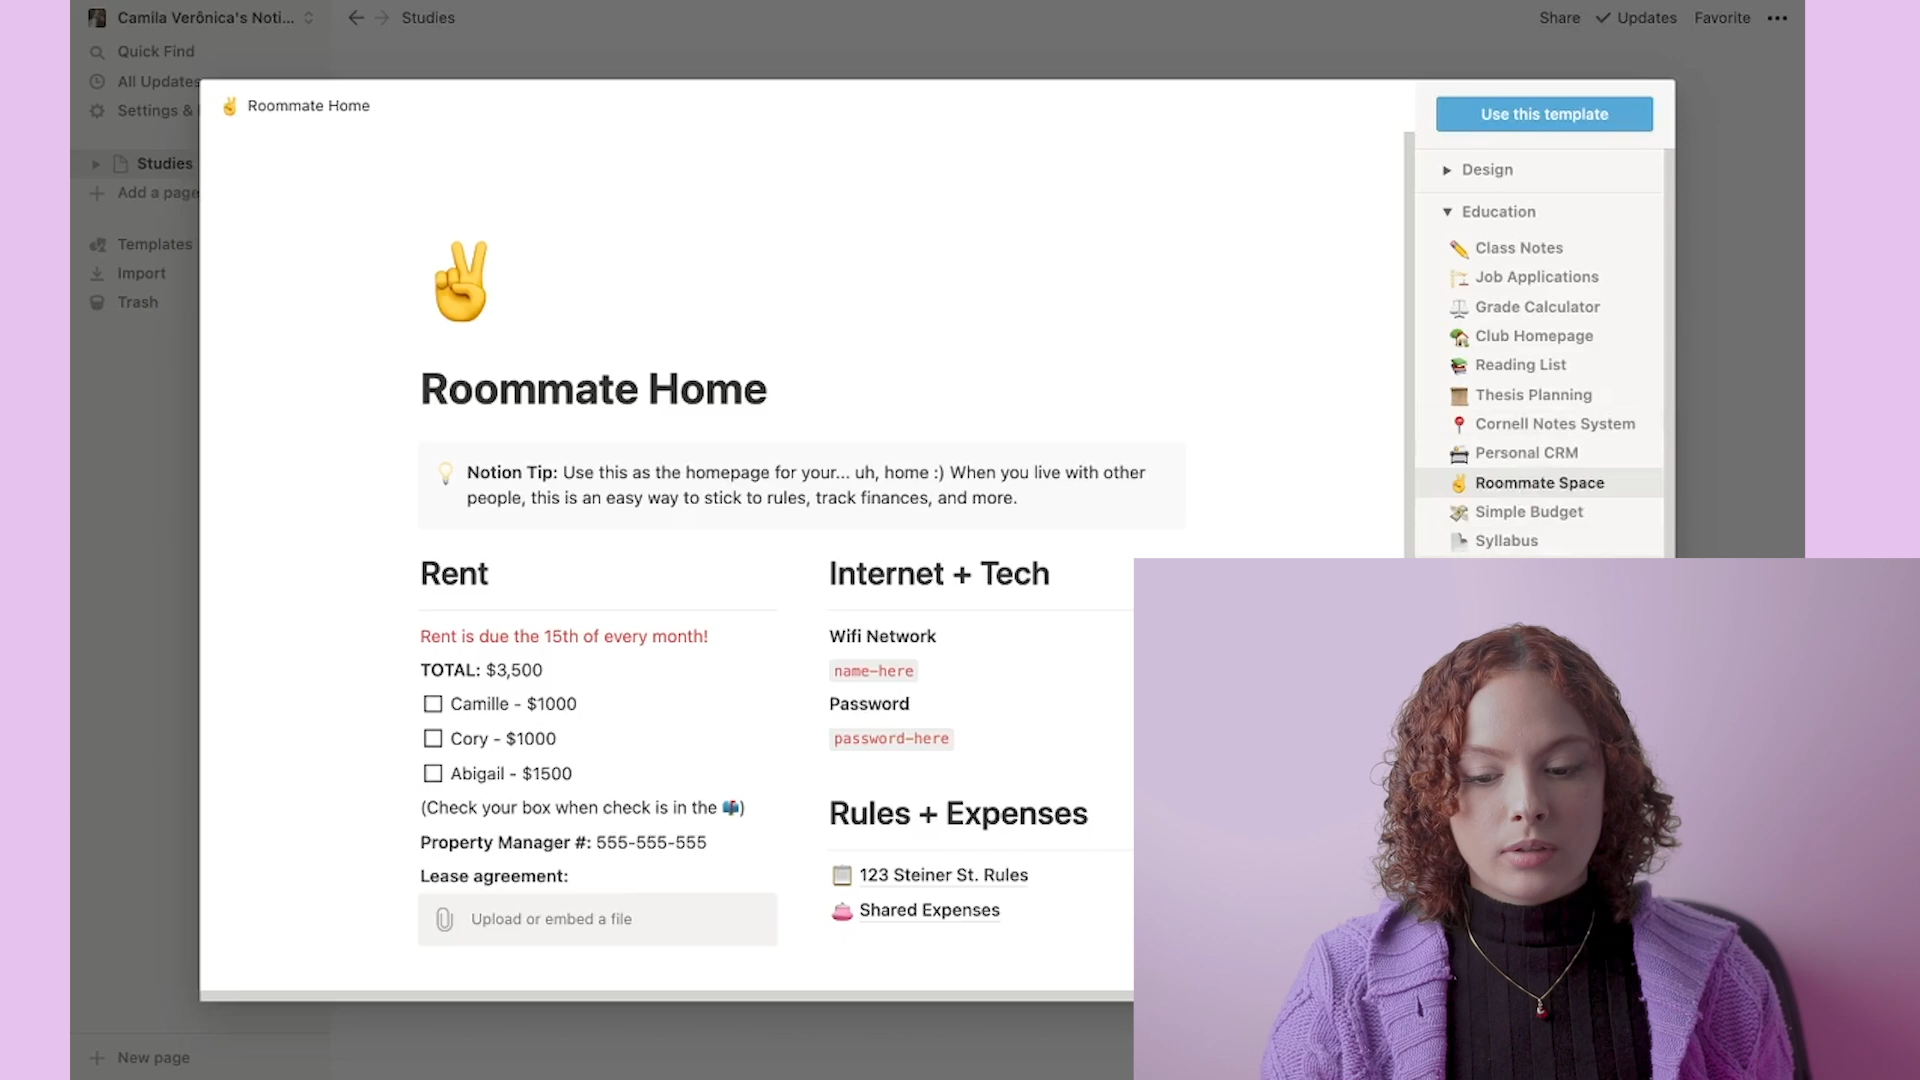 Camila Verônica's Noti...
Studies
Share
Updates
Favorite
Quick Find
All Updates
Settings &
Studies
Add a page
Templates
Import
Trash
New page
Roommate Home
Roommate Home
Notion Tip: Use this as the homepage for your... uh, home :) When you live with other
people, this is an easy way to stick to rules, track finances, and more.
Rent
Rent is due the 15th of every month!
TOTAL: $3,500
Camille - $1000
Cory - $1000
Abigail - $1500
(Check your box when check is in the 📫)
Property Manager #: 555-555-555
Lease agreement:
Upload or embed a file
Internet + Tech
Wifi Network
name-here
Password
password-here
Rules + Expenses
123 Steiner St. Rules
Shared Expenses
Use this template
Design
Education
Class Notes
Job Applications
Grade Calculator
Club Homepage
Reading List
Thesis Planning
Cornell Notes System
Personal CRM
Roommate Space
Simple Budget
Syllabus